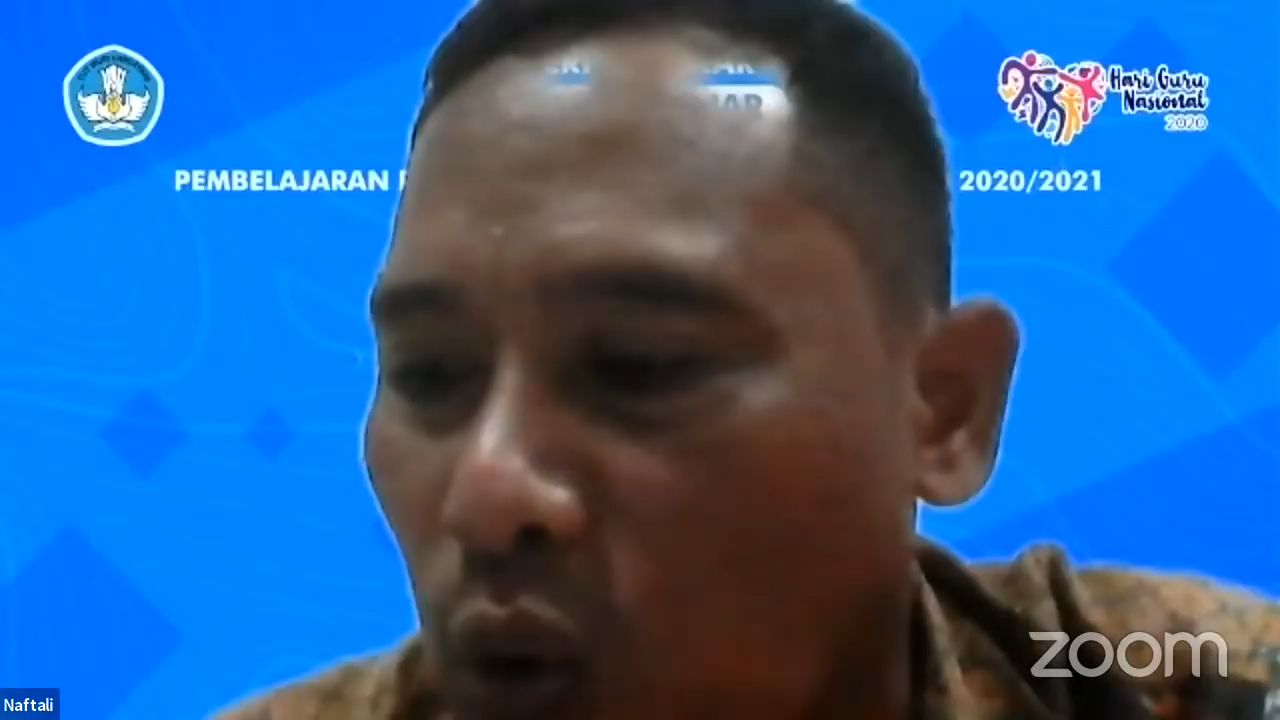 Hari Guru
Nasional
2020
PEMBELAJARAN
2020/2021
zoom
Naftali